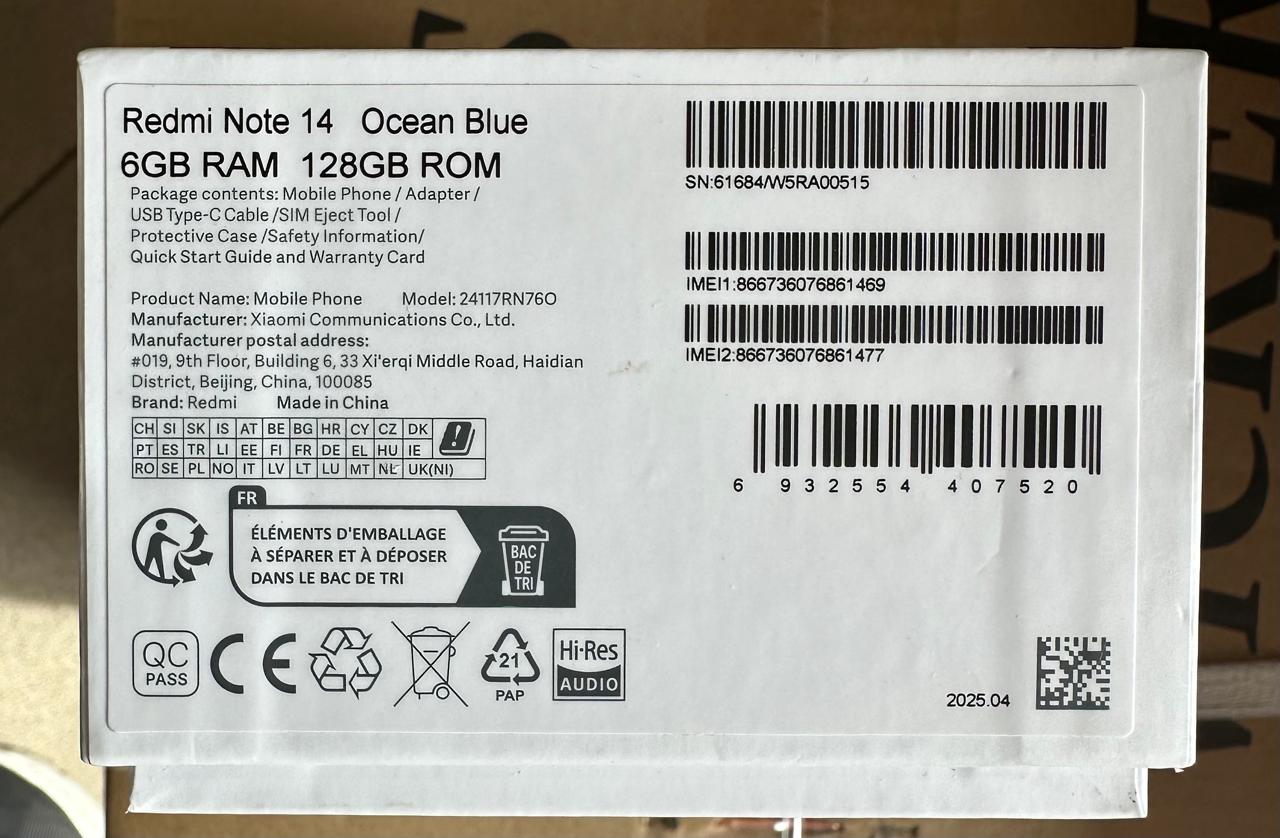 Redmi Note 14 Ocean Blue
6GB RAM 128GB ROM
Package contents: Mobile Phone / Adapter /
USB Type-C Cable /SIM Eject Tool /
Protective Case /Safety Information/
Quick Start Guide and Warranty Card
Product Name: Mobile Phone Model: 24117RN76O
Manufacturer: Xiaomi Communications Co., Ltd.
Manufacturer postal address:
#019, 9th Floor, Building 6, 33 Xi'erqi Middle Road, Haidian
District, Beijing, China, 100085
Brand: Redmi Made in China
CH SI SK IS AT BE BG HR CY CZ DK
PT ES TR LI EE FI FR DE EL HU IE
RO SE PL NO IT LV LT LU MT NL UK(NI)
FR
ÉLÉMENTS D'EMBALLAGE
À SÉPARER ET À DÉPOSER
DANS LE BAC DE TRI
BAC
DE
TRI
QC
PASS
CE
21
PAP
Hi-Res
AUDIO
SN:61684/W5RA00515
IMEI1:866736076861469
IMEI2:866736076861477
6 932554 407520
2025.04